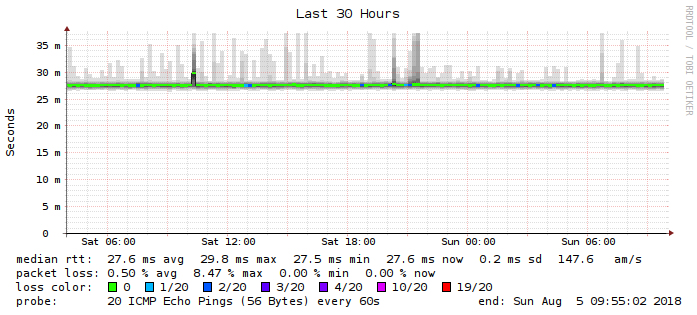 Last 30 Hours
RRDTOOL / TOBI OETIKER
Seconds
35 m
30 m
25 m
20 m
15 m
10 m
5 m
0
Sat 06:00 Sat 12:00 Sat 18:00 Sun 00:00 Sun 06:00
median rtt: 27.6 ms avg 29.8 ms max 27.5 ms min 27.6 ms now 0.2 ms sd 147.6 am/s
packet loss: 0.50 % avg 8.47 % max 0.00 % min 0.00 % now
loss color: 0 1/20 2/20 3/20 4/20 10/20 19/20
probe: 20 ICMP Echo Pings (56 Bytes) every 60s end: Sun Aug 5 09:55:02 2018